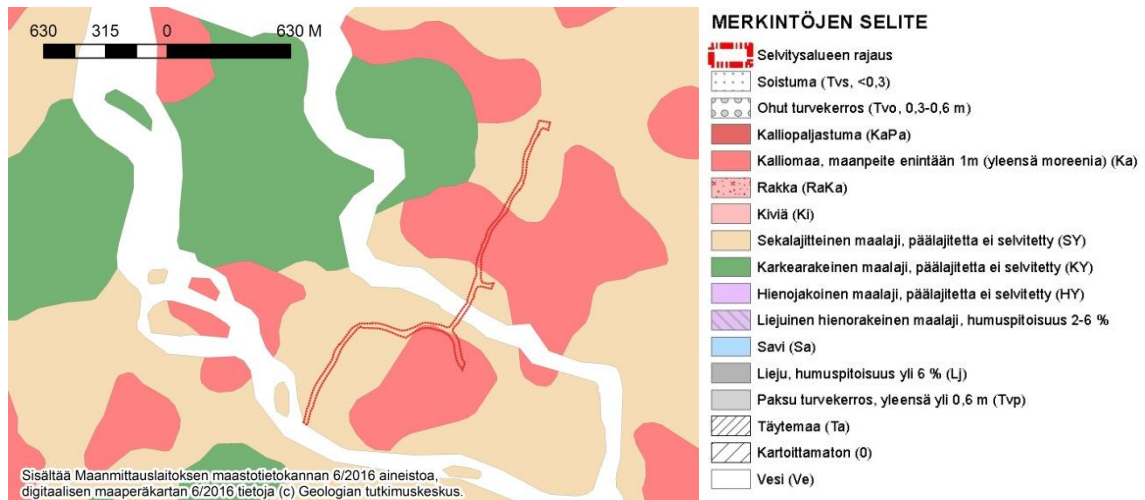 630 315 0 630 M
Sisältää Maanmittauslaitoksen maastotietokannan 6/2016 aineistoa,
digitaalisen maaperäkartan 6/2016 tietoja (c) Geologian tutkimuskeskus.
MERKINTÖJEN SELITE
Selvitysalueen rajaus
Soistuma (Tvs, <0,3)
Ohut turvekerros (Tvo, 0,3-0,6 m)
Kalliopaljastuma (KaPa)
Kalliomaa, maanpeite enintään 1m (yleensä moreenia) (Ka)
Rakka (RaKa)
Kiviä (Ki)
Sekalajitteinen maalaji, päälajitetta ei selvitetty (SY)
Karkearakeinen maalaji, päälajitetta ei selvitetty (KY)
Hienojakoinen maalaji, päälajitetta ei selvitetty (HY)
Liejuinen hienorakeinen maalaji, humuspitoisuus 2-6 %
Savi (Sa)
Lieju, humuspitoisuus yli 6 % (Lj)
Paksu turvekerros, yleensä yli 0,6 m (Tvp)
Täytemaa (Ta)
Kartoittamaton (0)
Vesi (Ve)